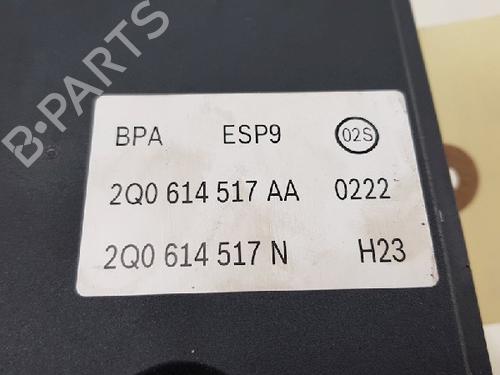 B-PARTS
BPA ESP9 02S
2Q0 614 517 AA 0222
2Q0 614 517 N H23